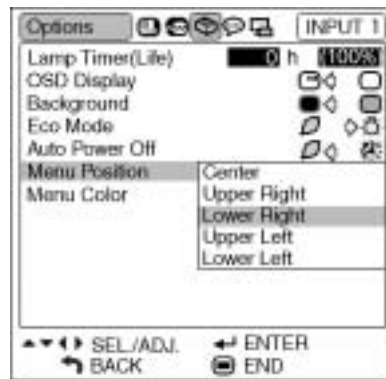 Options INPUT 1
Lamp Timer(Life) 0 h (100%)
OSD Display
Background
Eco Mode
Auto Power Off
Menu Position Center
Menu Color Upper Right
Lower Right
Upper Left
Lower Left
SEL./ADJ. ENTER
BACK END